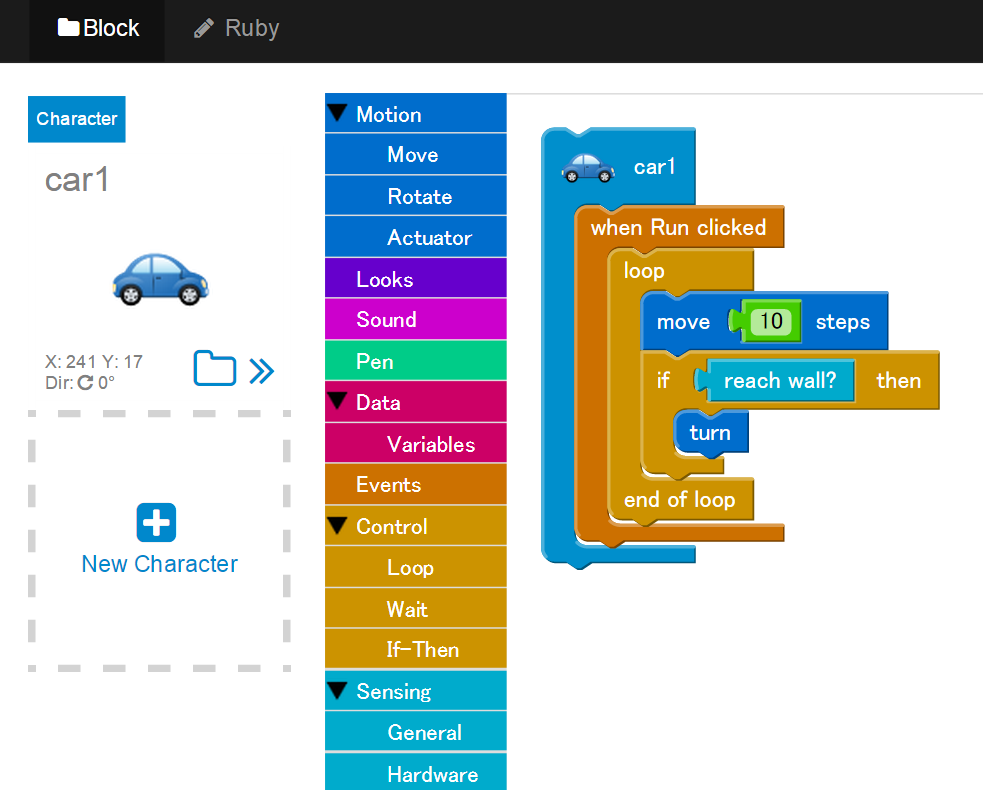 Block
Ruby
Character
car1
X: 241 Y: 17
Dir: 0°
New Character
Motion
Move
Rotate
Actuator
Looks
Sound
Pen
Data
Variables
Events
Control
Loop
Wait
If-Then
Sensing
General
Hardware
car1
when Run clicked
loop
move 10 steps
if reach wall? then
turn
end of loop